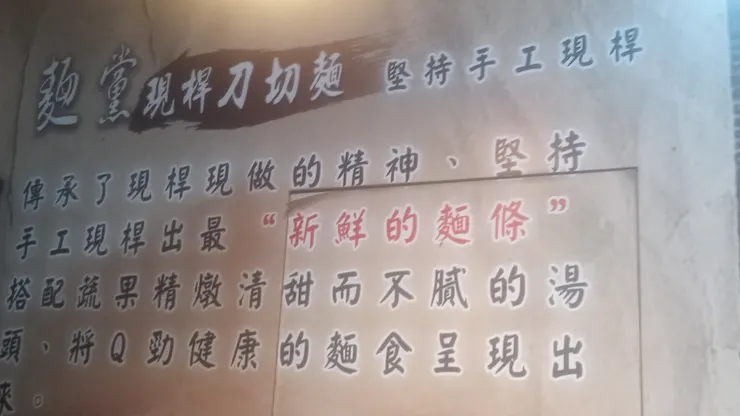 麵黨現桿刀切麵 堅持手工現桿
傳承了現桿現做的精神、堅持
手工現桿出最“新鮮的麵條”
搭配蔬果精燉清甜而不膩的湯
頭、將Q勁健康的麵食呈現出
來。